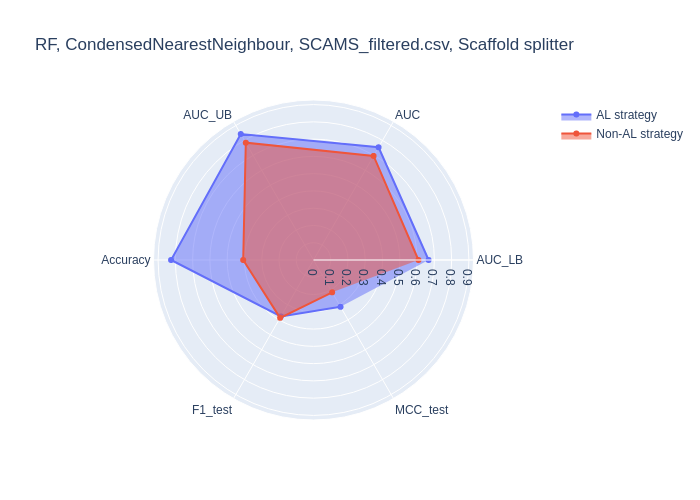 RF, CondensedNearestNeighbour, SCAMS_filtered.csv, Scaffold splitter
AUC_UB
AUC
AL strategy
Non-AL strategy
Accuracy
AUC_LB
0
0.1
0.2
0.3
0.4
0.5
0.6
0.7
0.8
0.9
F1_test
MCC_test